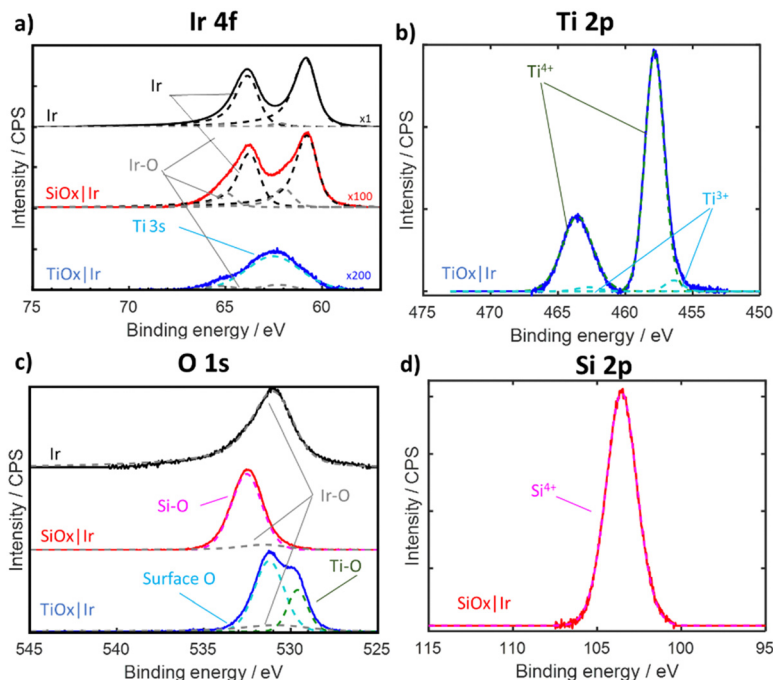 a)
Ir 4f
Intensity / CPS
Ir
Ir
x1
Ir-O
SiOx|Ir
x100
Ti 3s
TiOx|Ir
x200
75 70 65 60
Binding energy / eV
b)
Ti 2p
Intensity / CPS
Ti4+
Ti3+
TiOx|Ir
475 470 465 460 455 450
Binding energy / eV
c)
O 1s
Intensity / CPS
Ir
Ir-O
Si-O
SiOx|Ir
Ti-O
Surface O
TiOx|Ir
545 540 535 530 525
Binding energy / eV
d)
Si 2p
Intensity / CPS
Si4+
SiOx|Ir
115 110 105 100 95
Binding energy / eV